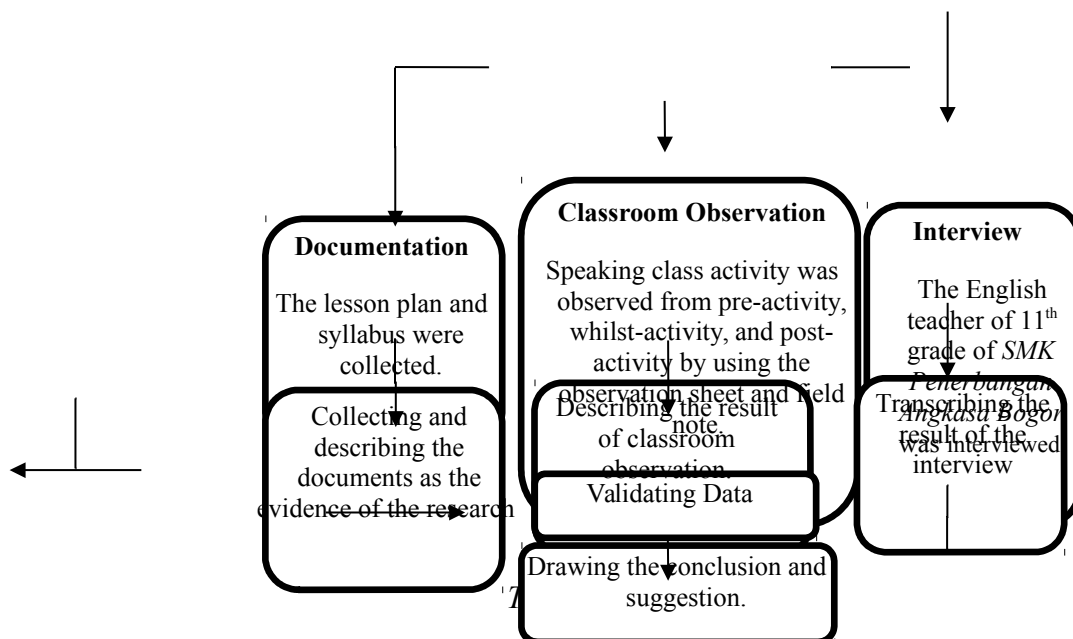 Documentation
The lesson plan and
syllabus were
collected.
Collecting and
describing the
documents as the
evidence of the research
Classroom Observation
Speaking class activity was
observed from pre-activity,
whilst-activity, and post-
activity by using the
observation sheet and field
note.
Describing the result
of classroom
observation.
Validating Data
Drawing the conclusion and
suggestion.
Interview
The English
teacher of 11th
grade of SMK
Penerbangan
Angkasa Bogor
was interviewed
Transcribing the
result of the
interview